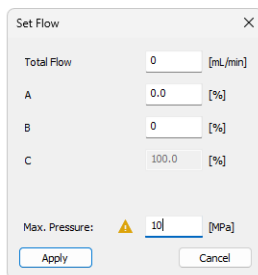 Set Flow
Total Flow 0 [mL/min]
A 0.0 [%]
B 0 [%]
C 100.0 [%]
Max. Pressure: 10 [MPa]
Apply Cancel